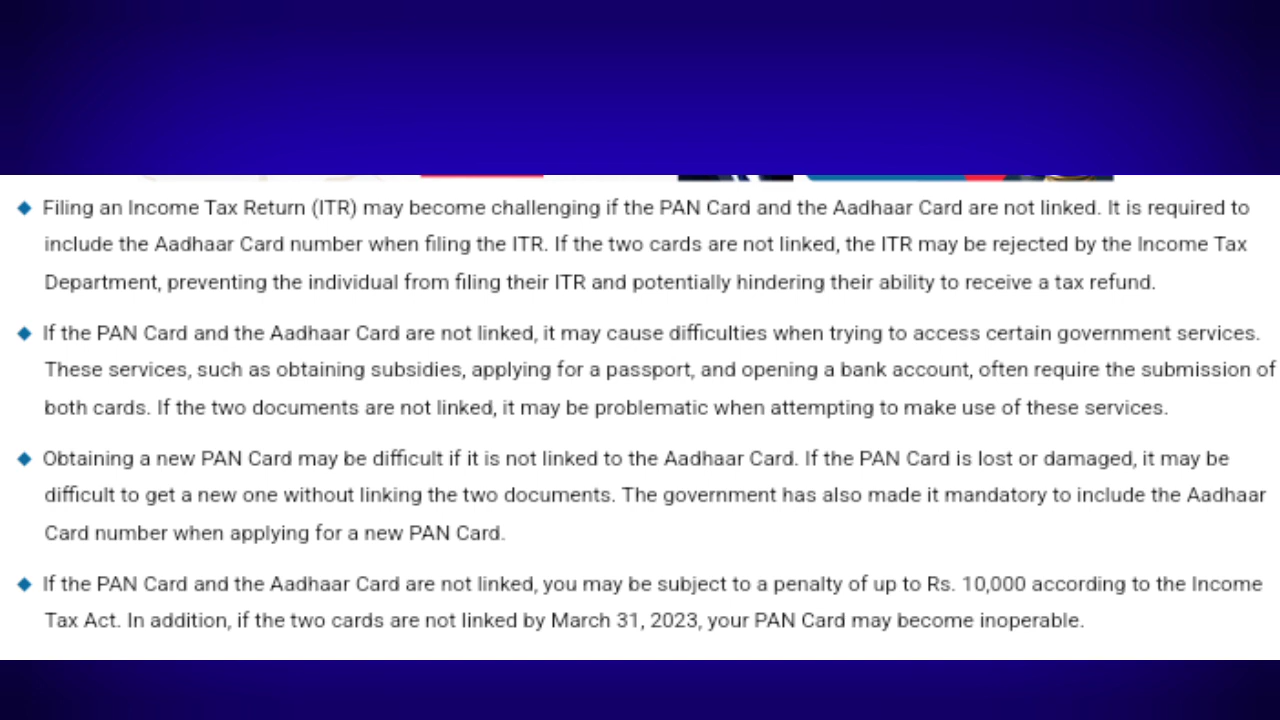 Filing an Income Tax Return (ITR) may become challenging if the PAN Card and the Aadhaar Card are not linked. It is required to
include the Aadhaar Card number when filing the ITR. If the two cards are not linked, the ITR may be rejected by the Income Tax
Department, preventing the individual from filing their ITR and potentially hindering their ability to receive a tax refund.
If the PAN Card and the Aadhaar Card are not linked, it may cause difficulties when trying to access certain government services.
These services, such as obtaining subsidies, applying for a passport, and opening a bank account, often require the submission of
both cards. If the two documents are not linked, it may be problematic when attempting to make use of these services.
Obtaining a new PAN Card may be difficult if it is not linked to the Aadhaar Card. If the PAN Card is lost or damaged, it may be
difficult to get a new one without linking the two documents. The government has also made it mandatory to include the Aadhaar
Card number when applying for a new PAN Card.
If the PAN Card and the Aadhaar Card are not linked, you may be subject to a penalty of up to Rs. 10,000 according to the Income
Tax Act. In addition, if the two cards are not linked by March 31, 2023, your PAN Card may become inoperable.